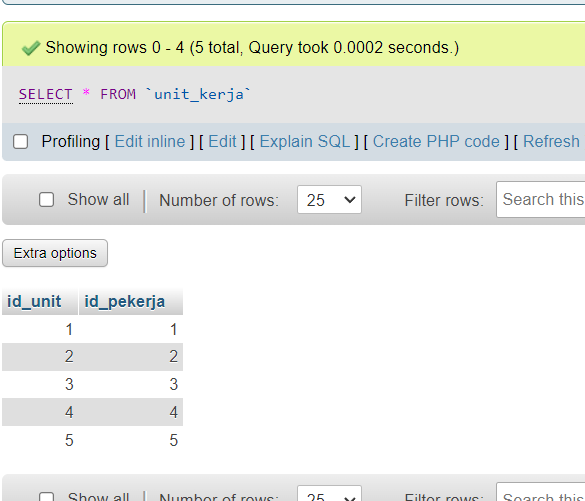 Showing rows 0 - 4 (5 total, Query took 0.0002 seconds.)
SELECT * FROM `unit_kerja`
Profiling [ Edit inline ] [ Edit ] [ Explain SQL ] [ Create PHP code ] [ Refresh
Show all Number of rows: 25 Filter rows: Search this
Extra options
id_unit id_pekerja
1 1
2 2
3 3
4 4
5 5
Show all Number of rows: 25 Filter rows: Search this